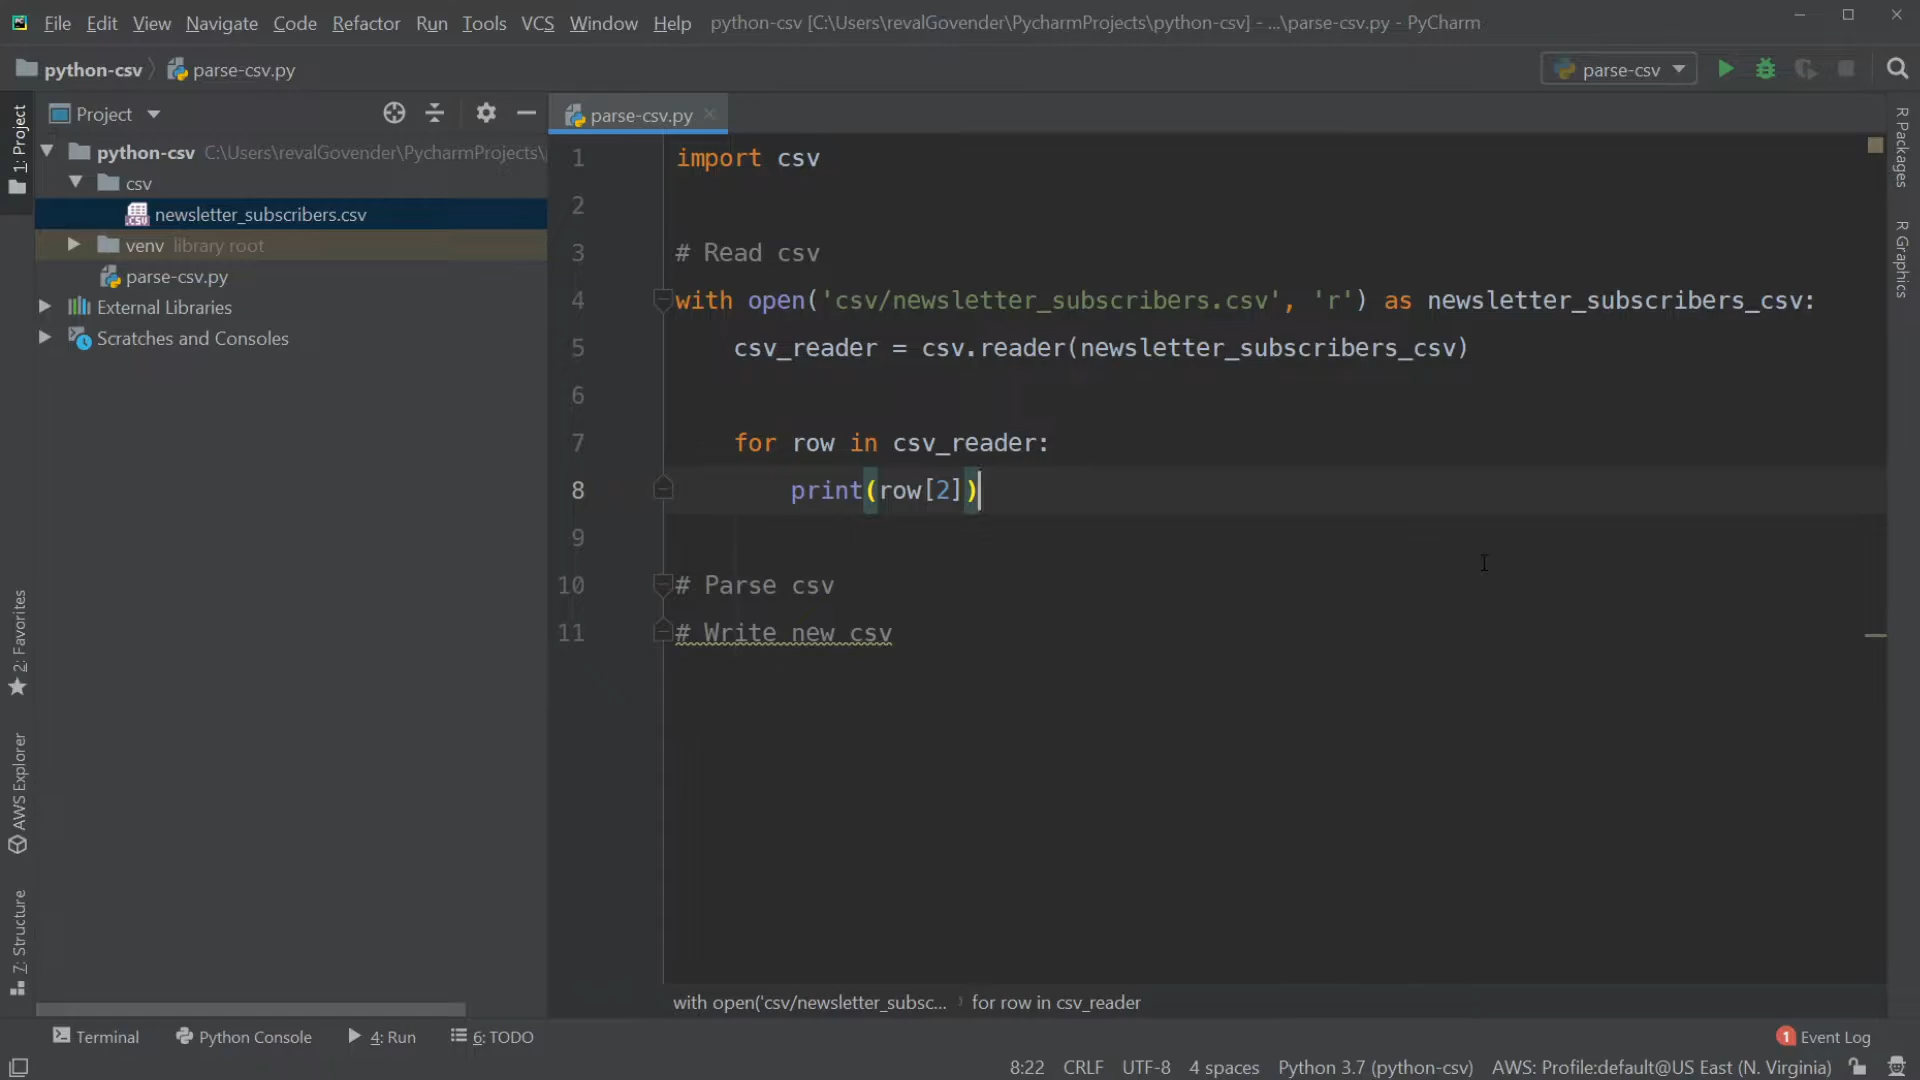 File Edit View Navigate Code Refactor Run Tools VCS Window Help python-csv [C:\Users\revalGovender\PycharmProjects\python-csv] - ...\parse-csv.py - PyCharm
python-csv parse-csv.py
parse-csv
Project
parse-csv.py
1: Project
2: Favorites
AWS Explorer
7: Structure
python-csv C:\Users\revalGovender\PycharmProjects\
csv
newsletter_subscribers.csv
venv library root
parse-csv.py
External Libraries
Scratches and Consoles
1 import csv
2
3 # Read csv
4 with open('csv/newsletter_subscribers.csv', 'r') as newsletter_subscribers_csv:
5 csv_reader = csv.reader(newsletter_subscribers_csv)
6
7 for row in csv_reader:
8 print(row[2])
9
10 # Parse csv
11 # Write new csv
R Packages
R Graphics
with open('csv/newsletter_subsc... for row in csv_reader
Terminal Python Console 4: Run 6: TODO 1 Event Log
8:22 CRLF UTF-8 4 spaces Python 3.7 (python-csv) AWS: Profile:default@US East (N. Virginia)